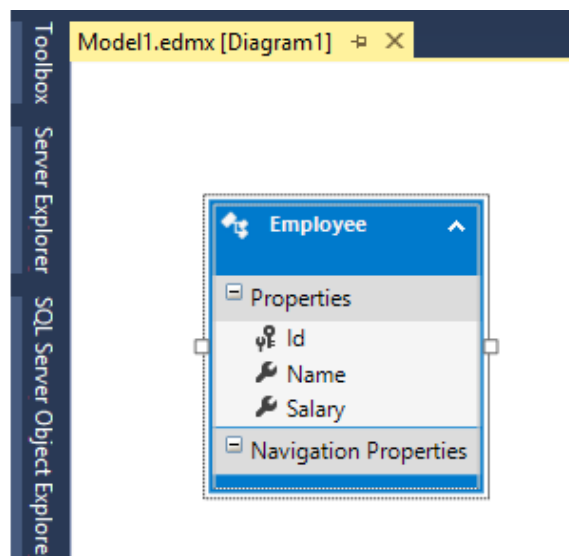 Toolbox
Server Explorer
SQL Server Object Explore
Model1.edmx [Diagram1]
Employee
Properties
Id
Name
Salary
Navigation Properties